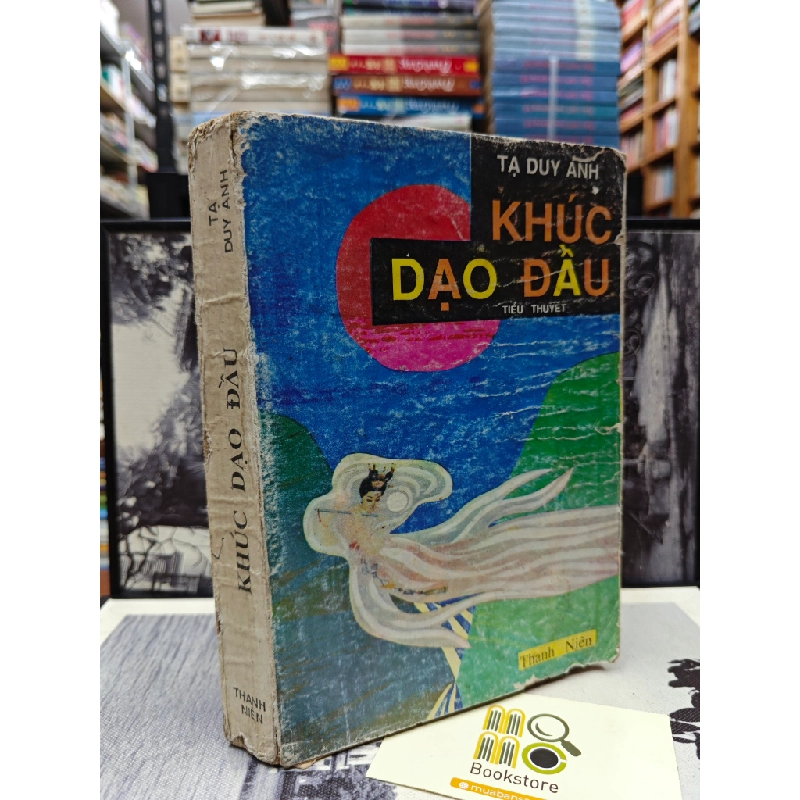 TẠ DUY ANH
KHÚC
DẠO ĐẦU
TIỂU THUYẾT
Thanh Niên
TẠ
DUY ANH
KHÚC DẠO ĐẦU
THANH
NIÊN
Bookstore